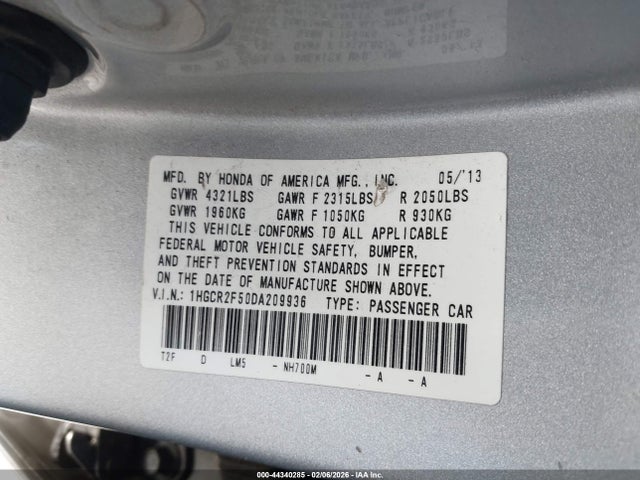 MFD. BY HONDA OF AMERICA MFG., INC. 05/'13
GVWR 4321LBS GAWR F 2315LBS R 2050LBS
GVWR 1960KG GAWR F 1050KG R 930KG
THIS VEHICLE CONFORMS TO ALL APPLICABLE
FEDERAL MOTOR VEHICLE SAFETY, BUMPER,
AND THEFT PREVENTION STANDARDS IN EFFECT
ON THE DATE OF MANUFACTURE SHOWN ABOVE.
V.I.N.: 1HGCR2F50DA209936 TYPE: PASSENGER CAR
T2F D LM5 - NH700M - A - A
000-44340285 - 02/06/2026 - IAA Inc.